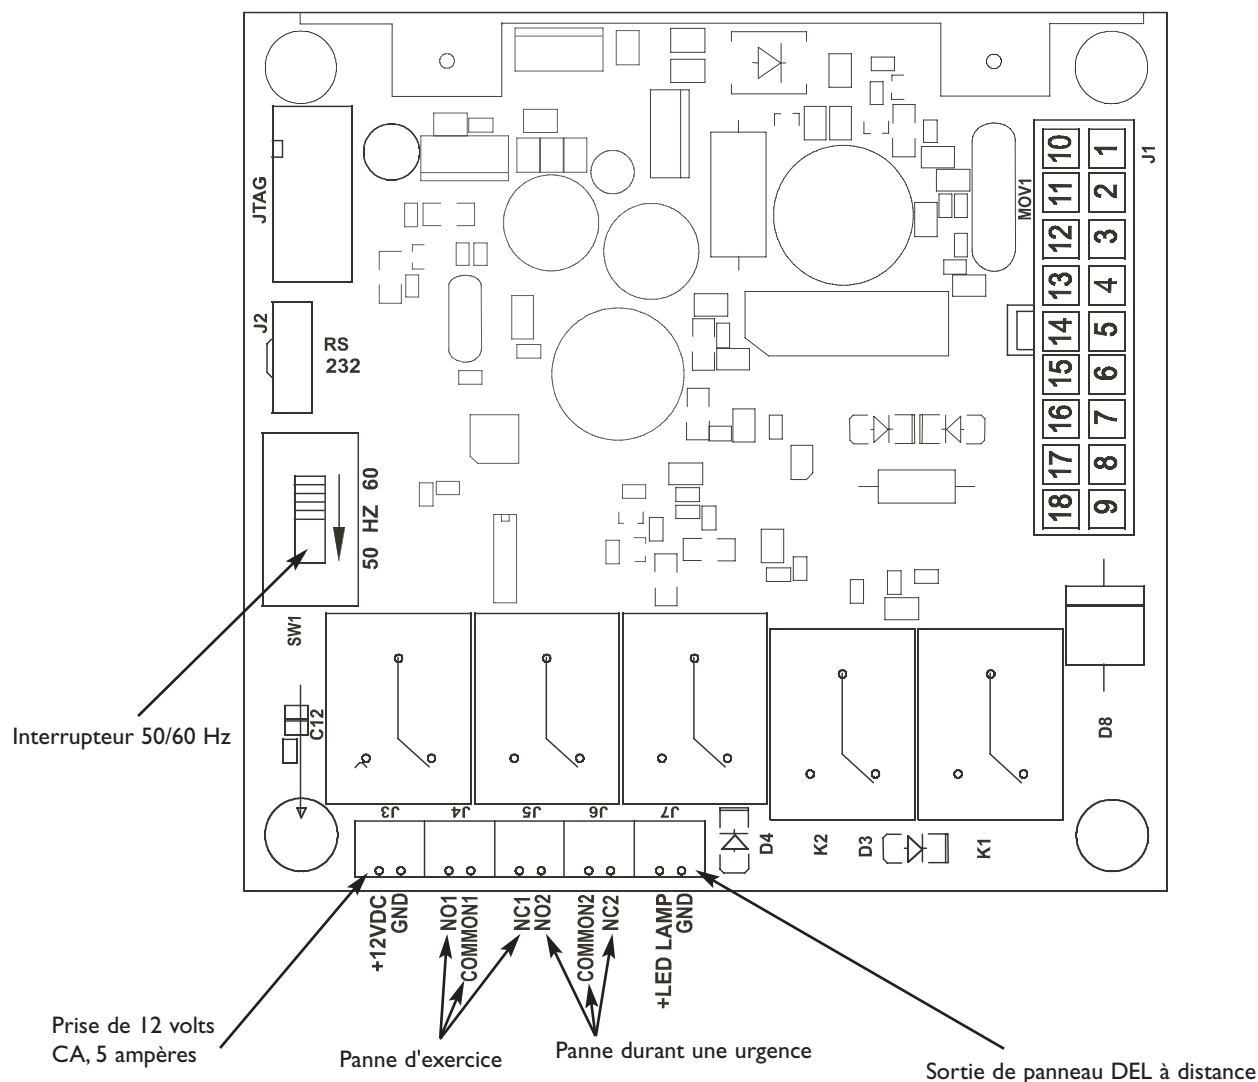 JTAG
MOV1
J1
10 1
11 2
12 3
13 4
14 5
15 6
16 7
17 8
18 9
J2
RS
232
50 HZ 60
SW1
Interrupteur 50/60 Hz
C12
D8
J3 J4 J5 J6 J7
D4
K2
D3
K1
+12VDC
GND
NO1
COMMON1
NC1
NO2
COMMON2
NC2
+LED LAMP
GND
Prise de 12 volts
CA, 5 ampères
Panne d'exercice
Panne durant une urgence
Sortie de panneau DEL à distance